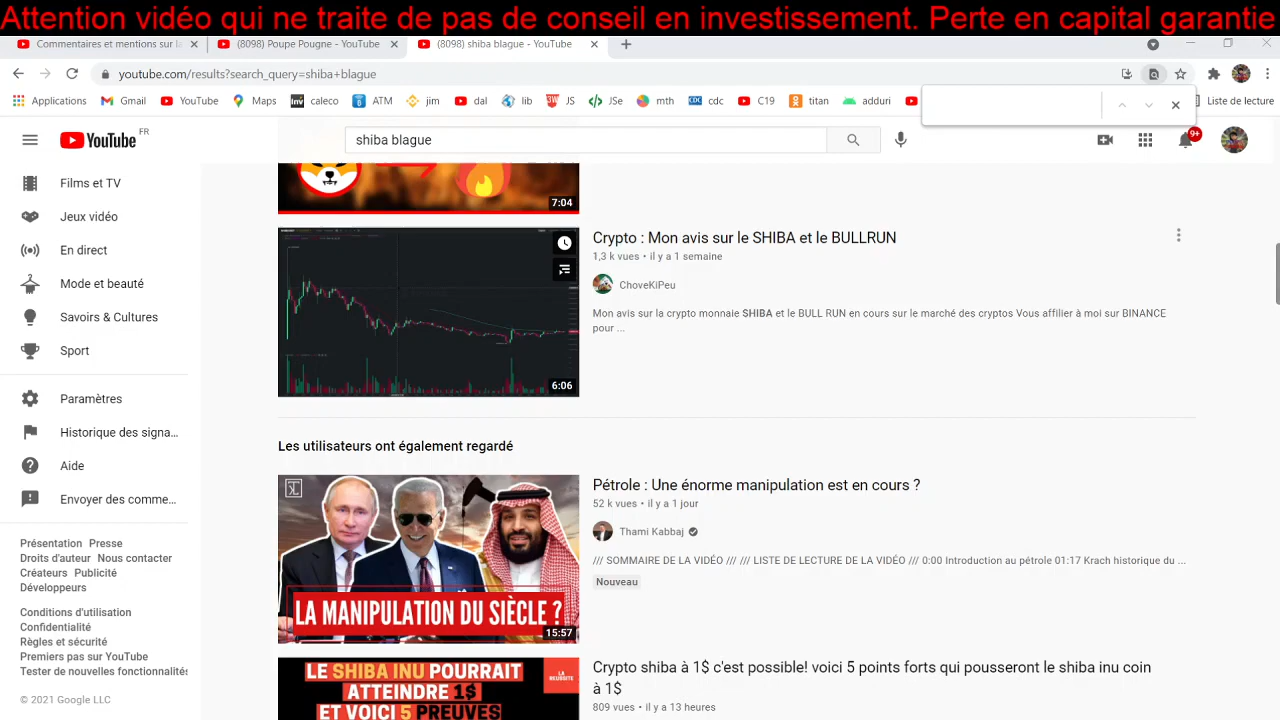 Attention vidéo qui ne traite de pas de conseil en investissement. Perte en capital garantie
Commentaires et mentions sur la
(8098) Poupe Pougne - YouTube
(8098) shiba blague - YouTube
youtube.com/results?search_query=shiba+blague
Applications
Gmail
YouTube
Maps
caleco
ATM
jim
dal
lib
JS
JSe
mth
cdc
C19
titan
adduri
Liste de lecture
YouTube FR
shiba blague
9+
Films et TV
Jeux vidéo
En direct
Mode et beauté
Savoirs & Cultures
Sport
Paramètres
Historique des signa...
Aide
Envoyer des comme...
Présentation Presse
Droits d'auteur Nous contacter
Créateurs Publicité
Développeurs
Conditions d'utilisation
Confidentialité
Règles et sécurité
Premiers pas sur YouTube
Tester de nouvelles fonctionnalités
© 2021 Google LLC
7:04
6:06
Crypto : Mon avis sur le SHIBA et le BULLRUN
1,3 k vues • il y a 1 semaine
ChoveKiPeu
Mon avis sur la crypto monnaie SHIBA et le BULL RUN en cours sur le marché des cryptos Vous affilier à moi sur BINANCE
pour ...
Les utilisateurs ont également regardé
LA MANIPULATION DU SIÈCLE ?
15:57
Pétrole : Une énorme manipulation est en cours ?
52 k vues • il y a 1 jour
Thami Kabbaj
/// SOMMAIRE DE LA VIDÉO /// /// LISTE DE LECTURE DE LA VIDÉO /// 0:00 Introduction au pétrole 01:17 Krach historique du ...
Nouveau
LE SHIBA INU POURRAIT
ATTEINDRE 1$
ET VOICI 5 PREUVES
LA REUSSITE
Crypto shiba à 1$ c'est posible! voici 5 points forts qui pousseront le shiba inu coin
à 1$
809 vues • il y a 13 heures